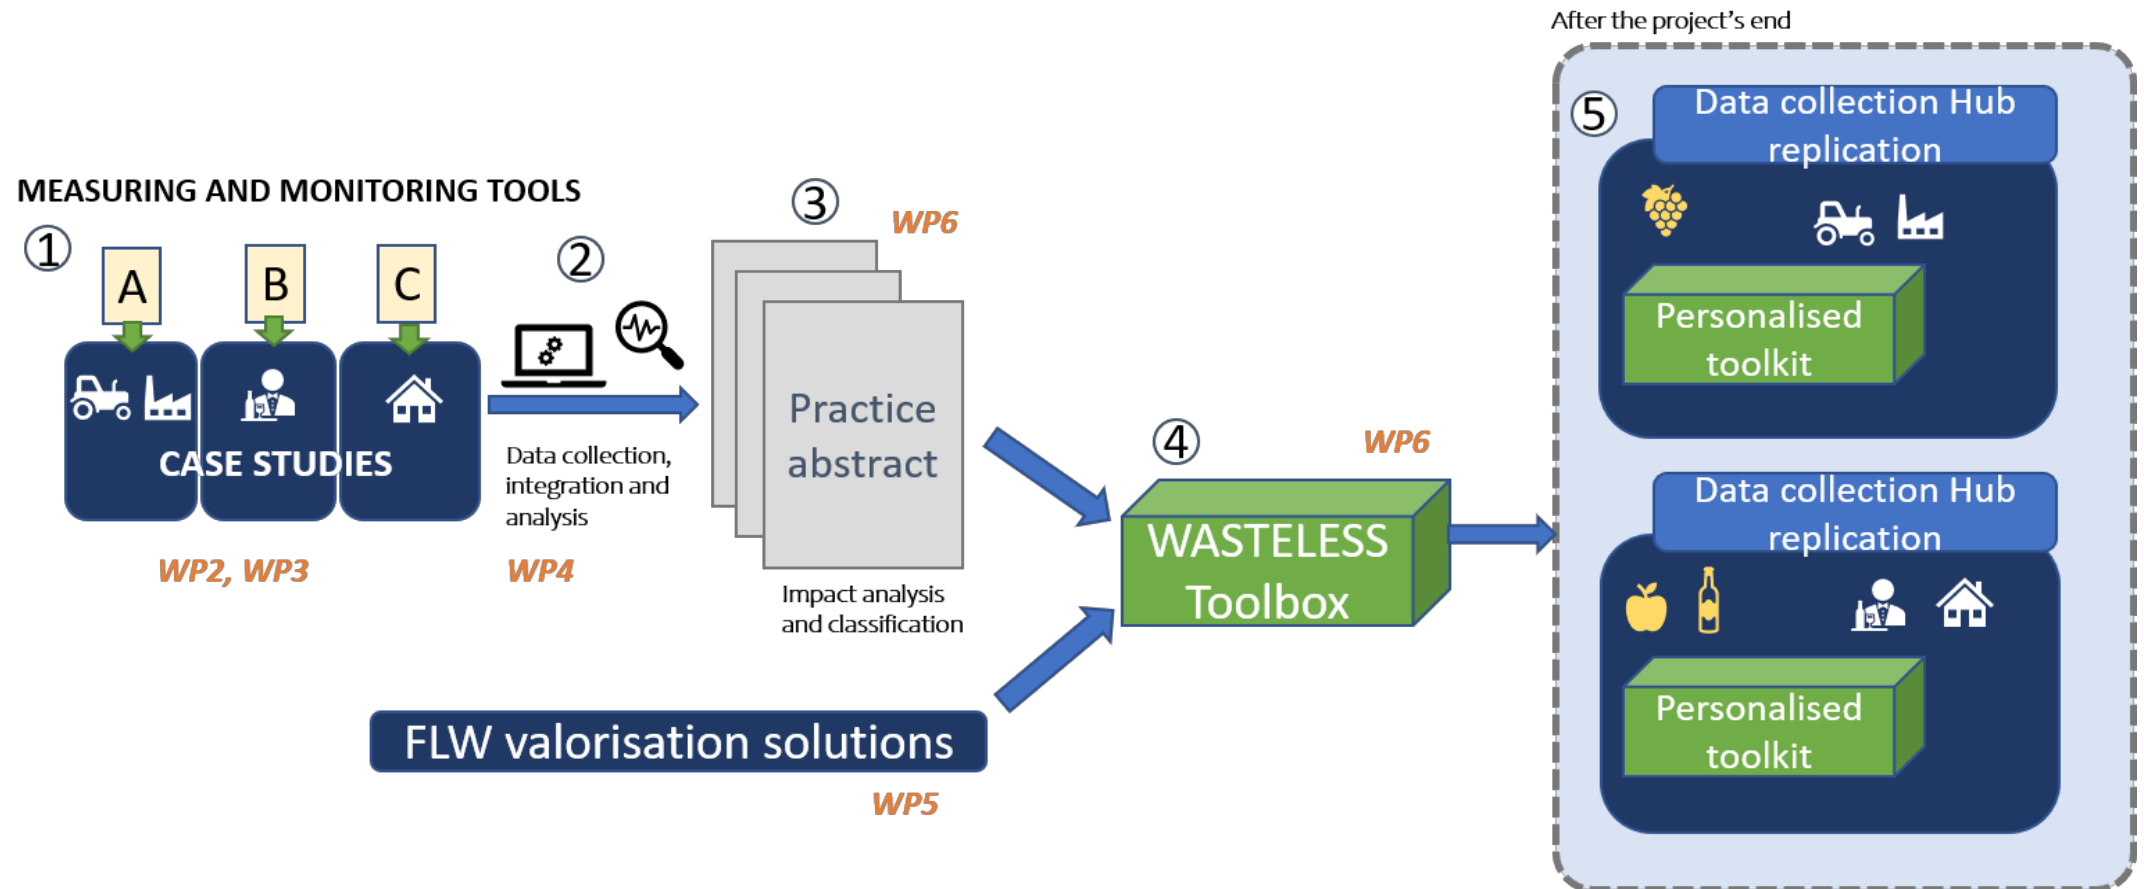 After the project's end
MEASURING AND MONITORING TOOLS
1
A
B
C
CASE STUDIES
WP2, WP3
2
Data collection,
integration and
analysis
WP4
3
WP6
Practice
abstract
Impact analysis
and classification
FLW valorisation solutions
WP5
4
WP6
WASTELESS
Toolbox
5
Data collection Hub
replication
Personalised
toolkit
Data collection Hub
replication
Personalised
toolkit